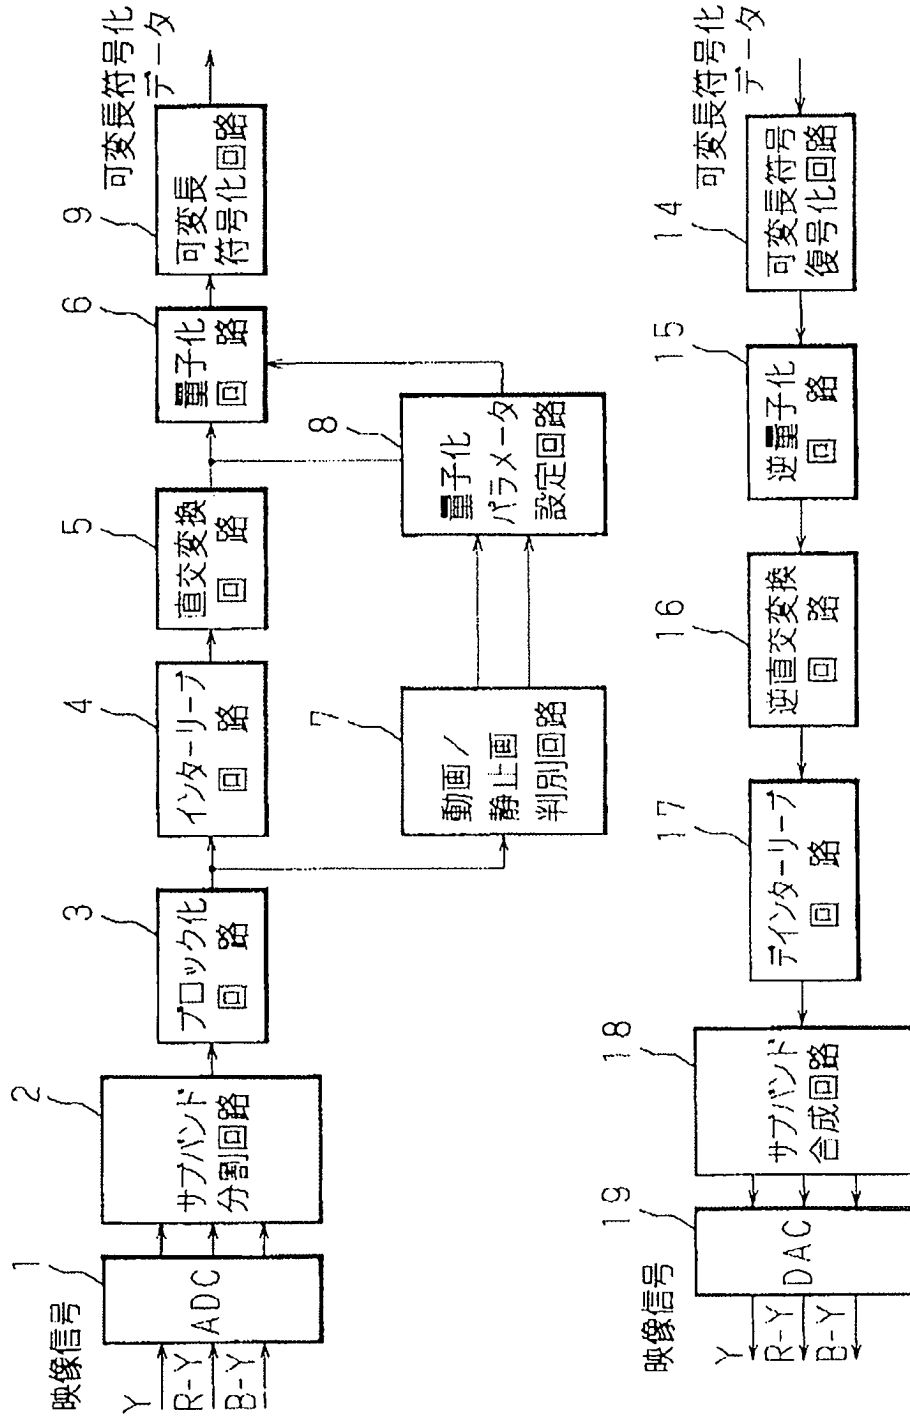 映像信号
Y
R-Y
B-Y
1
ADC
2
サブバンド
分割回路
3
ブロック化
回路
4
インターリーブ
回路
5
直交変換
回路
6
量子化
回路
7
動画/
静止画
判別回路
8
量子化
パラメータ
設定回路
9
可変長
符号化回路
可変長符号化
データ
可変長符号化
データ
14
可変長符号
復号化回路
15
逆量子化
回路
16
逆直交変換
回路
17
デインターリーブ
回路
18
サブバンド
合成回路
19
DAC
映像信号
Y
R-Y
B-Y